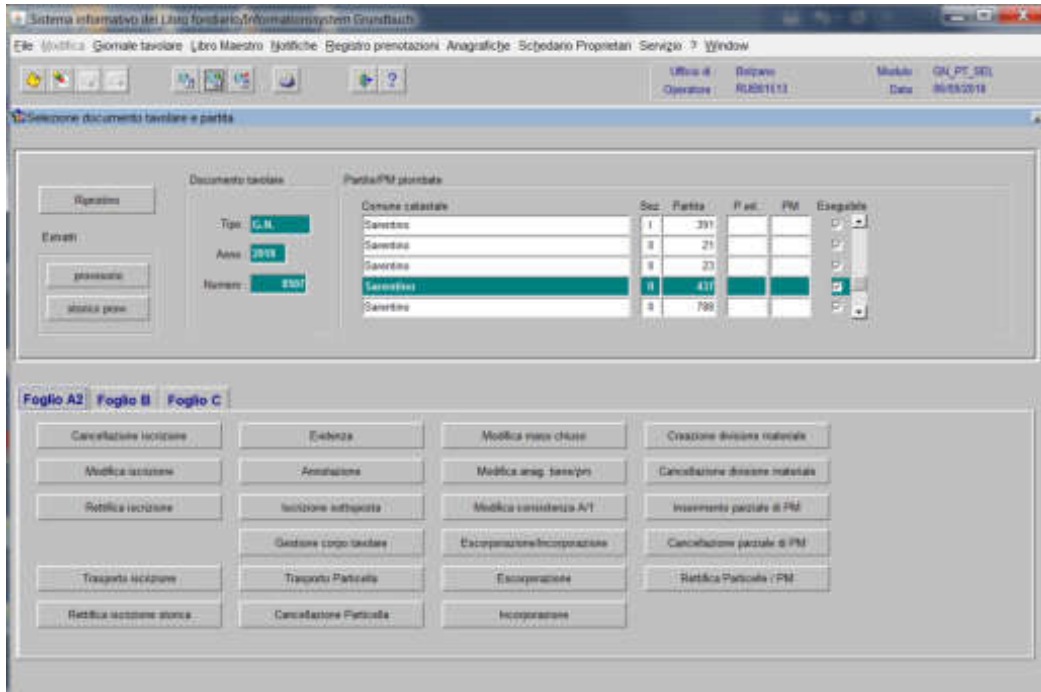 Sistema informativo del Libro fondiario/Informationssystem Grundbuch
File Modifica Giornale tavolare Libro Maestro Notifiche Registro prenotazioni Anagrafiche Schedario Proprietari Servizio ? Window
Ufficio di Bolzano Modulo GN_PT_SEL
Operatore Data
Selezione documento tavolare e partita
Documento tavolare Partite/PM piombate
Ripristino
Comune catastale Sez Partita P.ed. PM Eseguibile
Tipo G.N. Sarentino I 391
Estratti
Sarentino II 21
Anno
Sarentino II 23
provvisorio
Numero Sarentino II 437
storico provv. Sarentino II 788
Foglio A2 Foglio B Foglio C
Cancellazione iscrizione Evidenza Modifica maso chiuso Creazione divisione materiale
Modifica iscrizione Annotazione Modifica anag. bene/pm Cancellazione divisione materiale
Rettifica iscrizione Iscrizione sottoposta Modifica consistenza A/T Inserimento parziale di PM
Gestione corpo tavolare Escorporazione/Incorporazione Cancellazione parziale di PM
Trasporto iscrizione Trasporto Particella Escorporazione Rettifica Particelle / PM
Rettifica iscrizione storica Cancellazione Particella Incorporazione